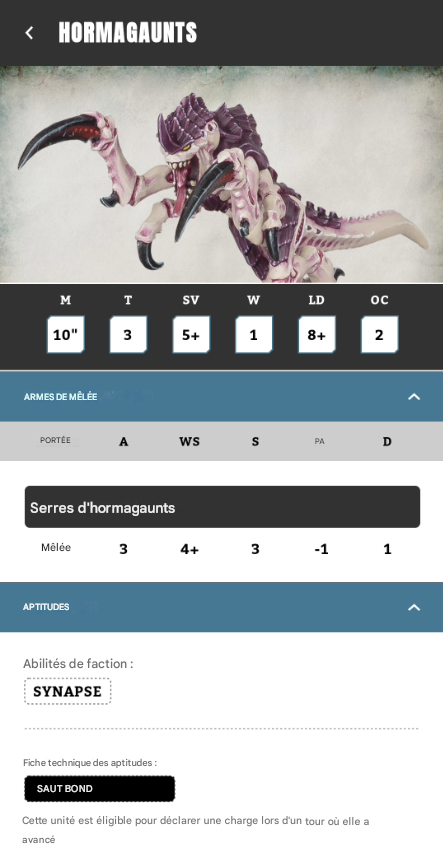 HORMAGAUNTS
M T SV W LD OC
10" 3 5+ 1 8+ 2
ARMES DE MÊLÉE
PORTÉE A WS S PA D
Serres d'hormagaunts
Mêlée 3 4+ 3 -1 1
APTITUDES
Abilités de faction :
SYNAPSE
Fiche technique des aptitudes :
SAUT BOND
Cette unité est éligible pour déclarer une charge lors d'un tour où elle a
avancé